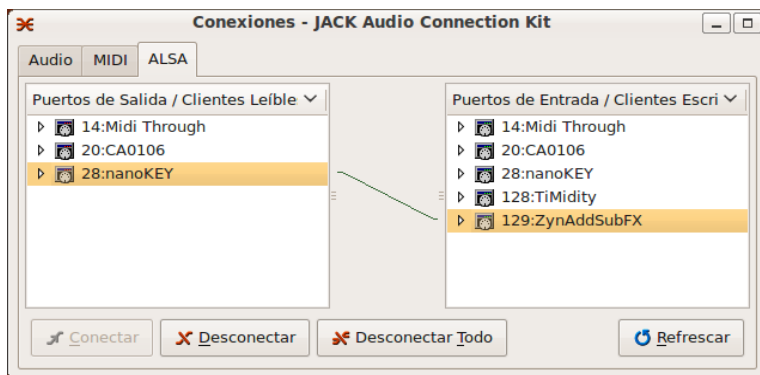 Conexiones - JACK Audio Connection Kit
Audio MIDI ALSA
Puertos de Salida / Clientes Leíble
14:Midi Through
20:CA0106
28:nanoKEY
Puertos de Entrada / Clientes Escri
14:Midi Through
20:CA0106
28:nanoKEY
128:TiMidity
129:ZynAddSubFX
Conectar Desconectar Desconectar Todo Refrescar